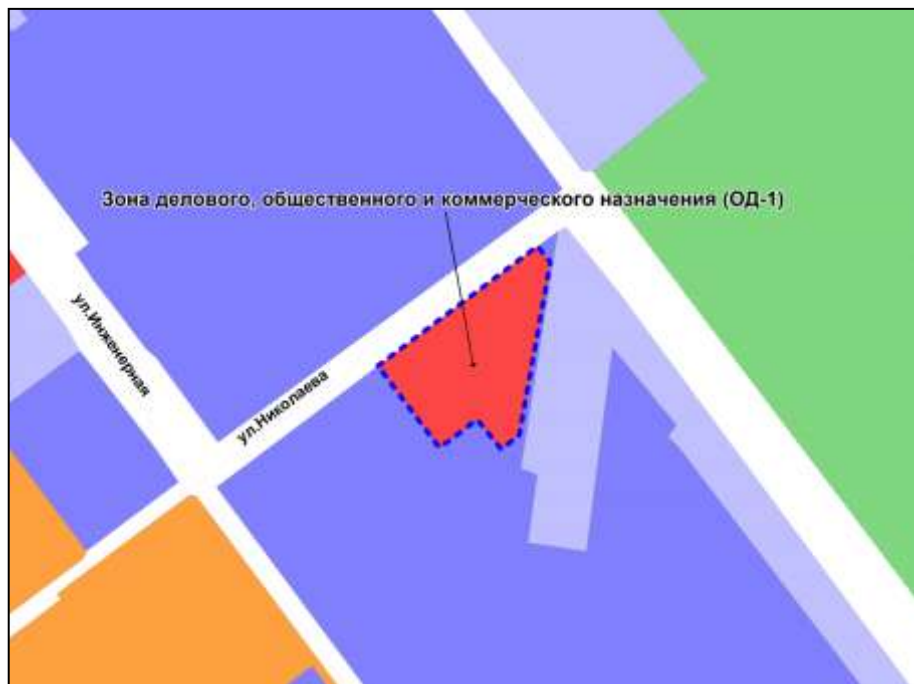 Зона делового, общественного и коммерческого назначения (ОД-1)
ул.Инженерная
ул.Николаева